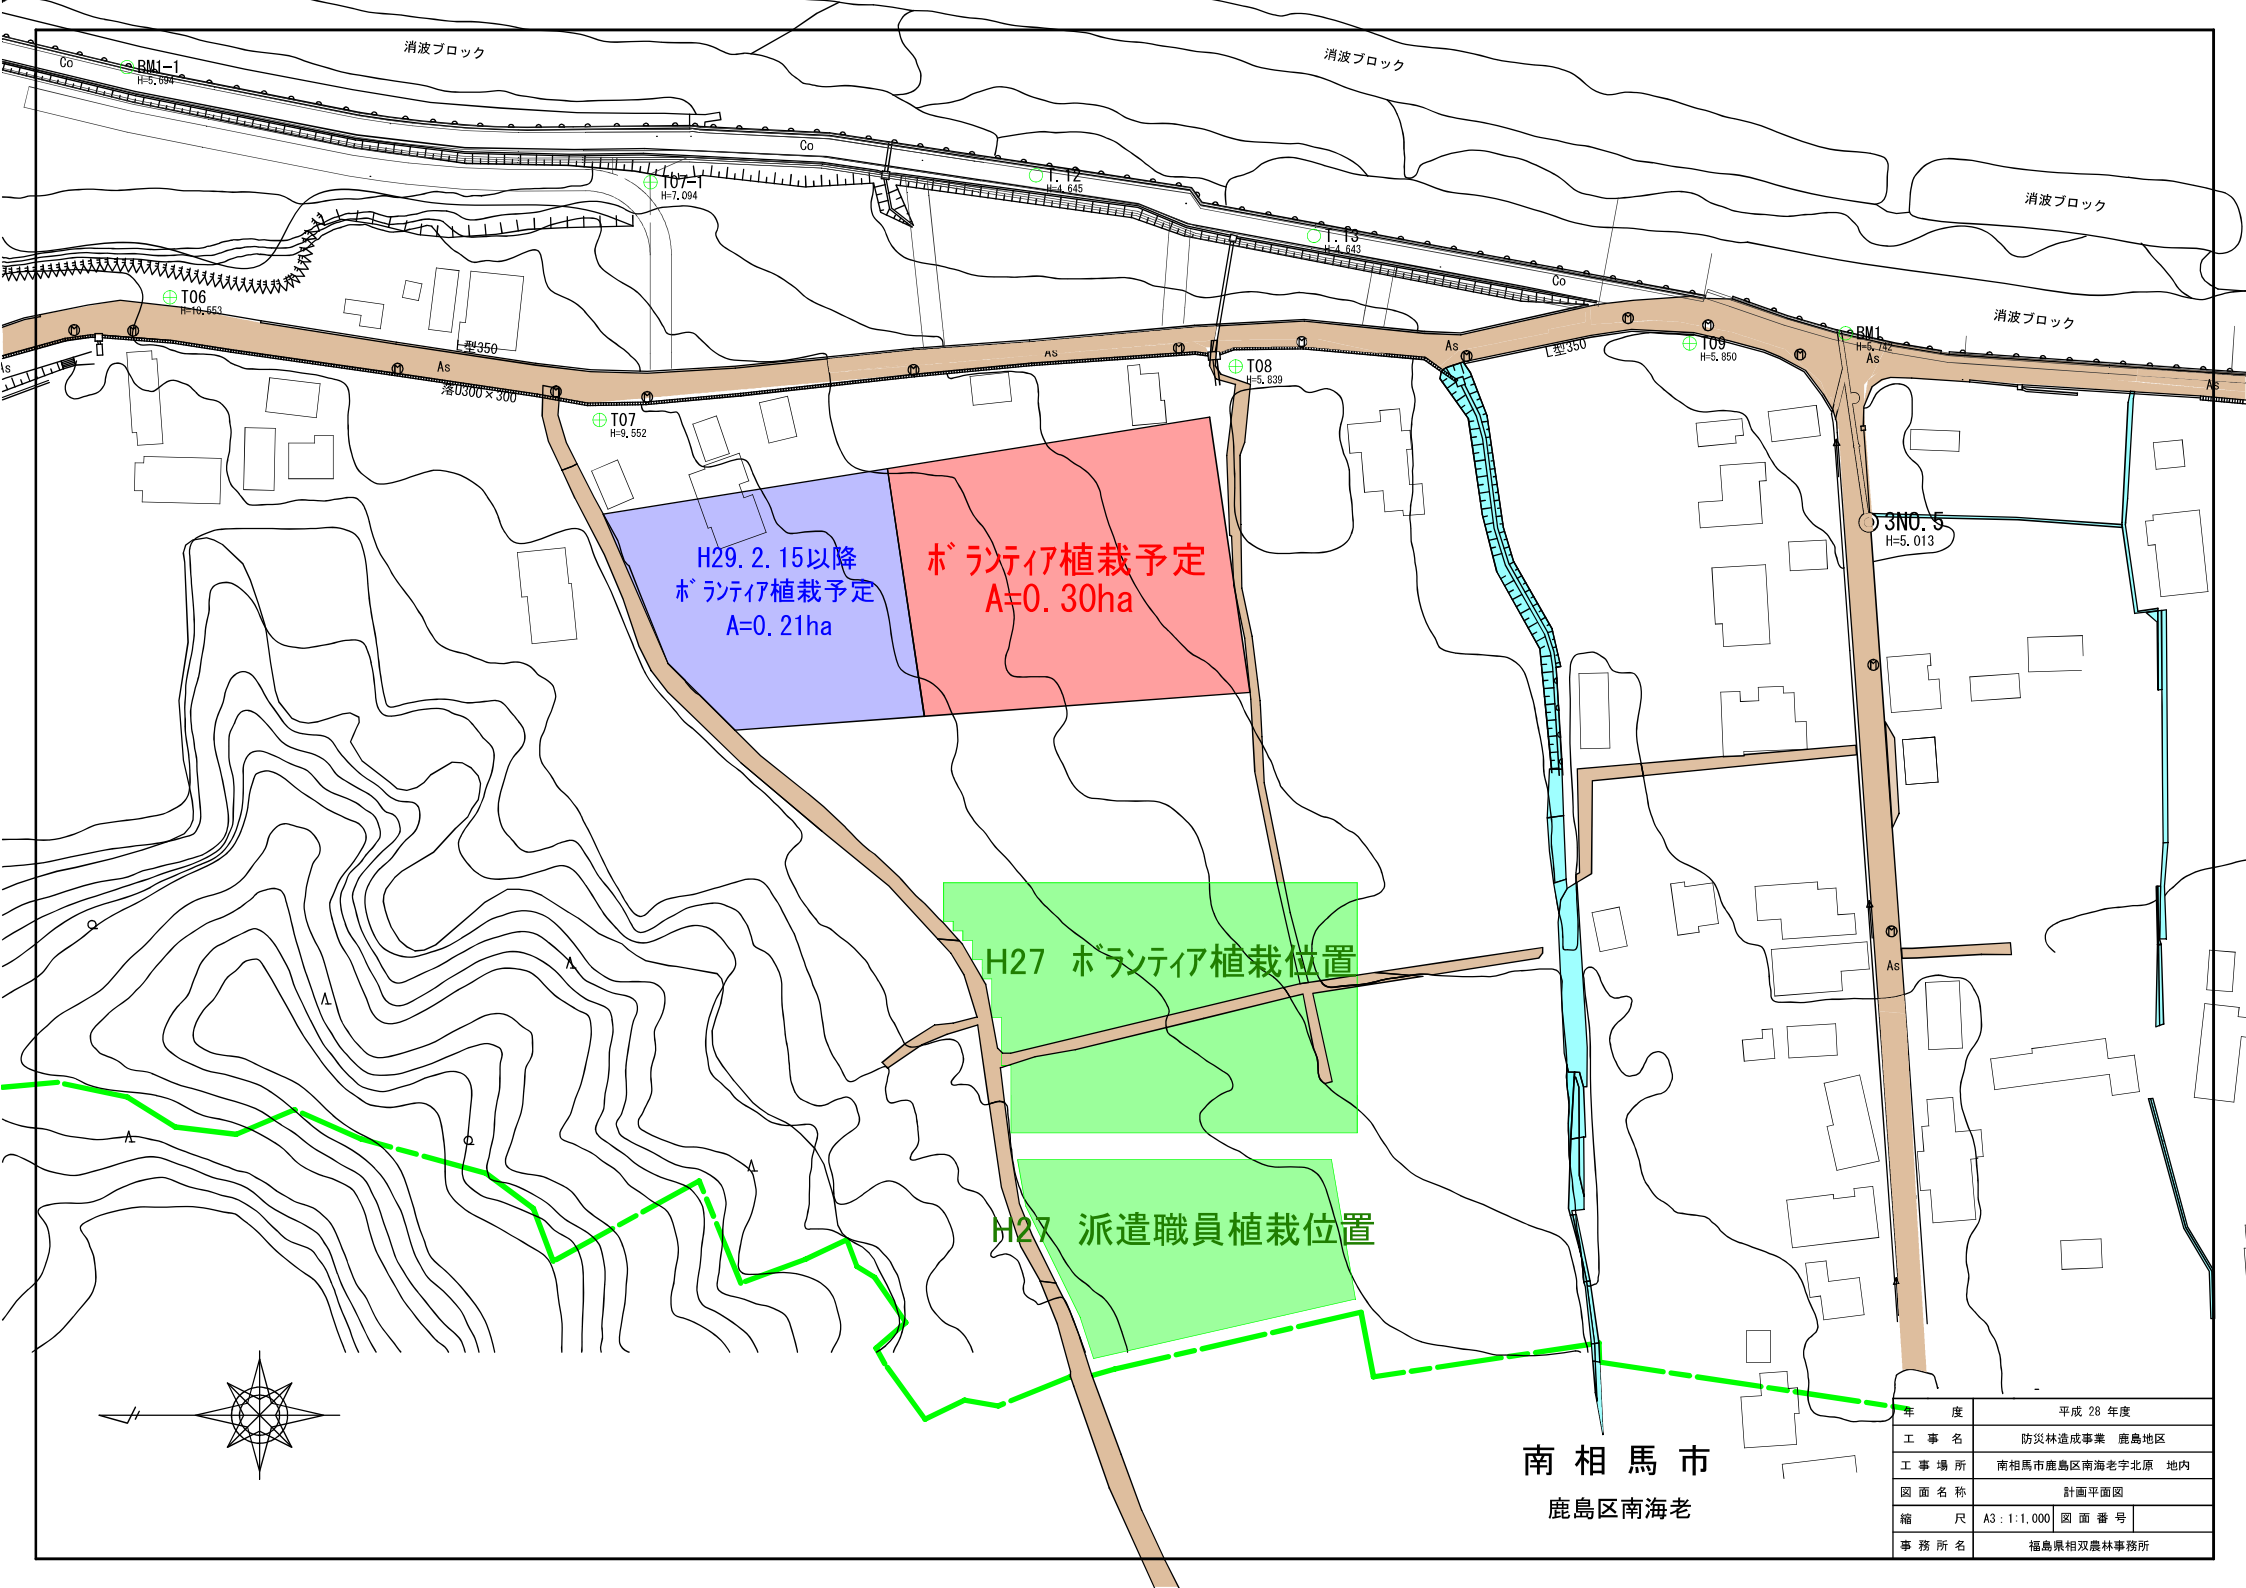 消波ブロック
消波ブロック
Co
BM1-1
H=5.694
Co
T07-1
H=7.094
T.12
H=4.645
消波ブロック
T.13
H=4.643
Co
T06
H=10.553
消波ブロック
BM1
H=5.742
As
As
L型350
As
As
As
L型350
T09
H=5.850
As
T08
H=5.839
落U300×300
As
T07
H=9.552
3NO.5
H=5.013
H29.2.15以降
ボランティア植栽予定
A=0.21ha
ボランティア植栽予定
A=0.30ha
H27 ボランティア植栽位置
As
H27 派遣職員植栽位置
南相馬市
鹿島区南海老
年度 平成 28 年度
工事名 防災林造成事業 鹿島地区
工事場所 南相馬市鹿島区南海老字北原 地内
図面名称 計画平面図
縮尺 A3:1:1,000 図面番号
事務所名 福島県相双農林事務所